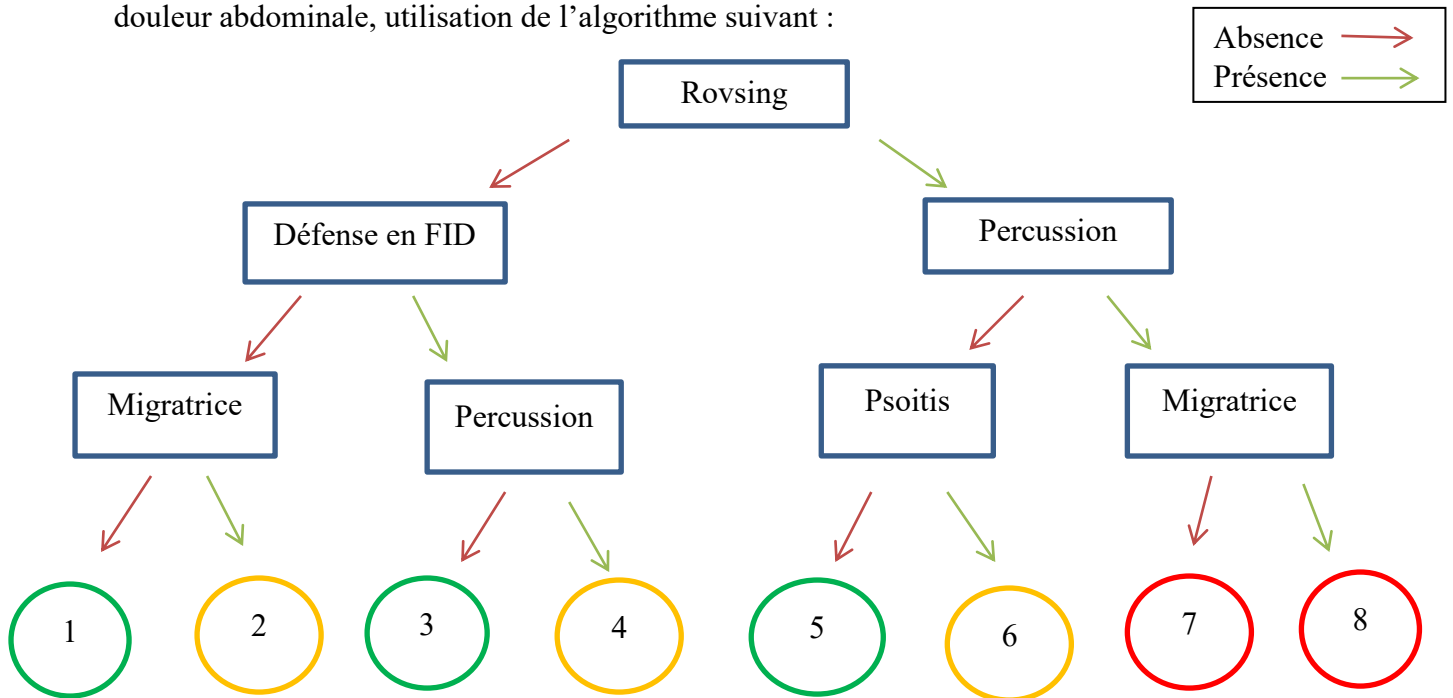 douleur abdominale, utilisation de l’algorithme suivant :
Absence
Présence
Rovsing
Défense en FID
Percussion
Migratrice
Percussion
Psoitis
Migratrice
1
2
3
4
5
6
7
8